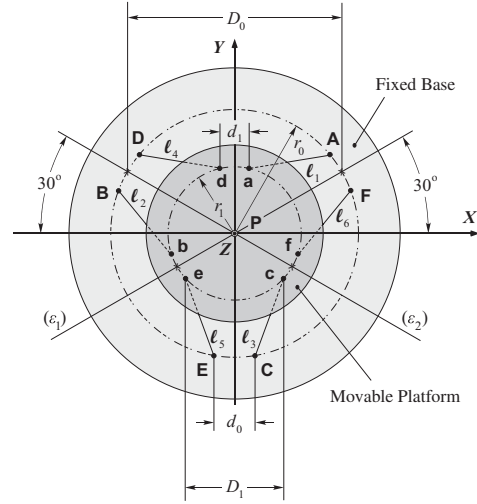 D₀
Y
Fixed Base
D
ℓ₄
d₁
r₀
A
30°
B
ℓ₂
d
a
ℓ₁
F
30°
r₁
P
ℓ₆
X
Z
b
f
e
c
(ε₁)
(ε₂)
ℓ₅
ℓ₃
E
C
Movable Platform
d₀
D₁